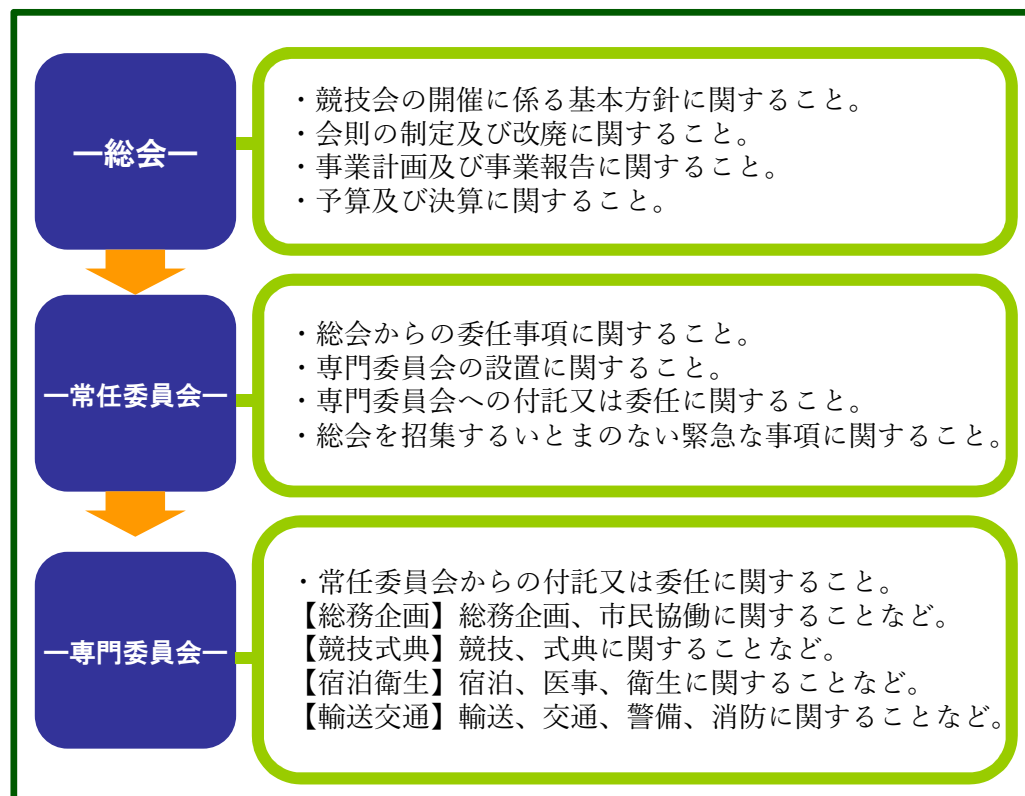 ―総会―
・競技会の開催に係る基本方針に関すること。
・会則の制定及び改廃に関すること。
・事業計画及び事業報告に関すること。
・予算及び決算に関すること。
―常任委員会―
・総会からの委任事項に関すること。
・専門委員会の設置に関すること。
・専門委員会への付託又は委任に関すること。
・総会を招集するいとまのない緊急な事項に関すること。
―専門委員会―
・常任委員会からの付託又は委任に関すること。
【総務企画】総務企画、市民協働に関することなど。
【競技式典】競技、式典に関することなど。
【宿泊衛生】宿泊、医事、衛生に関することなど。
【輸送交通】輸送、交通、警備、消防に関することなど。